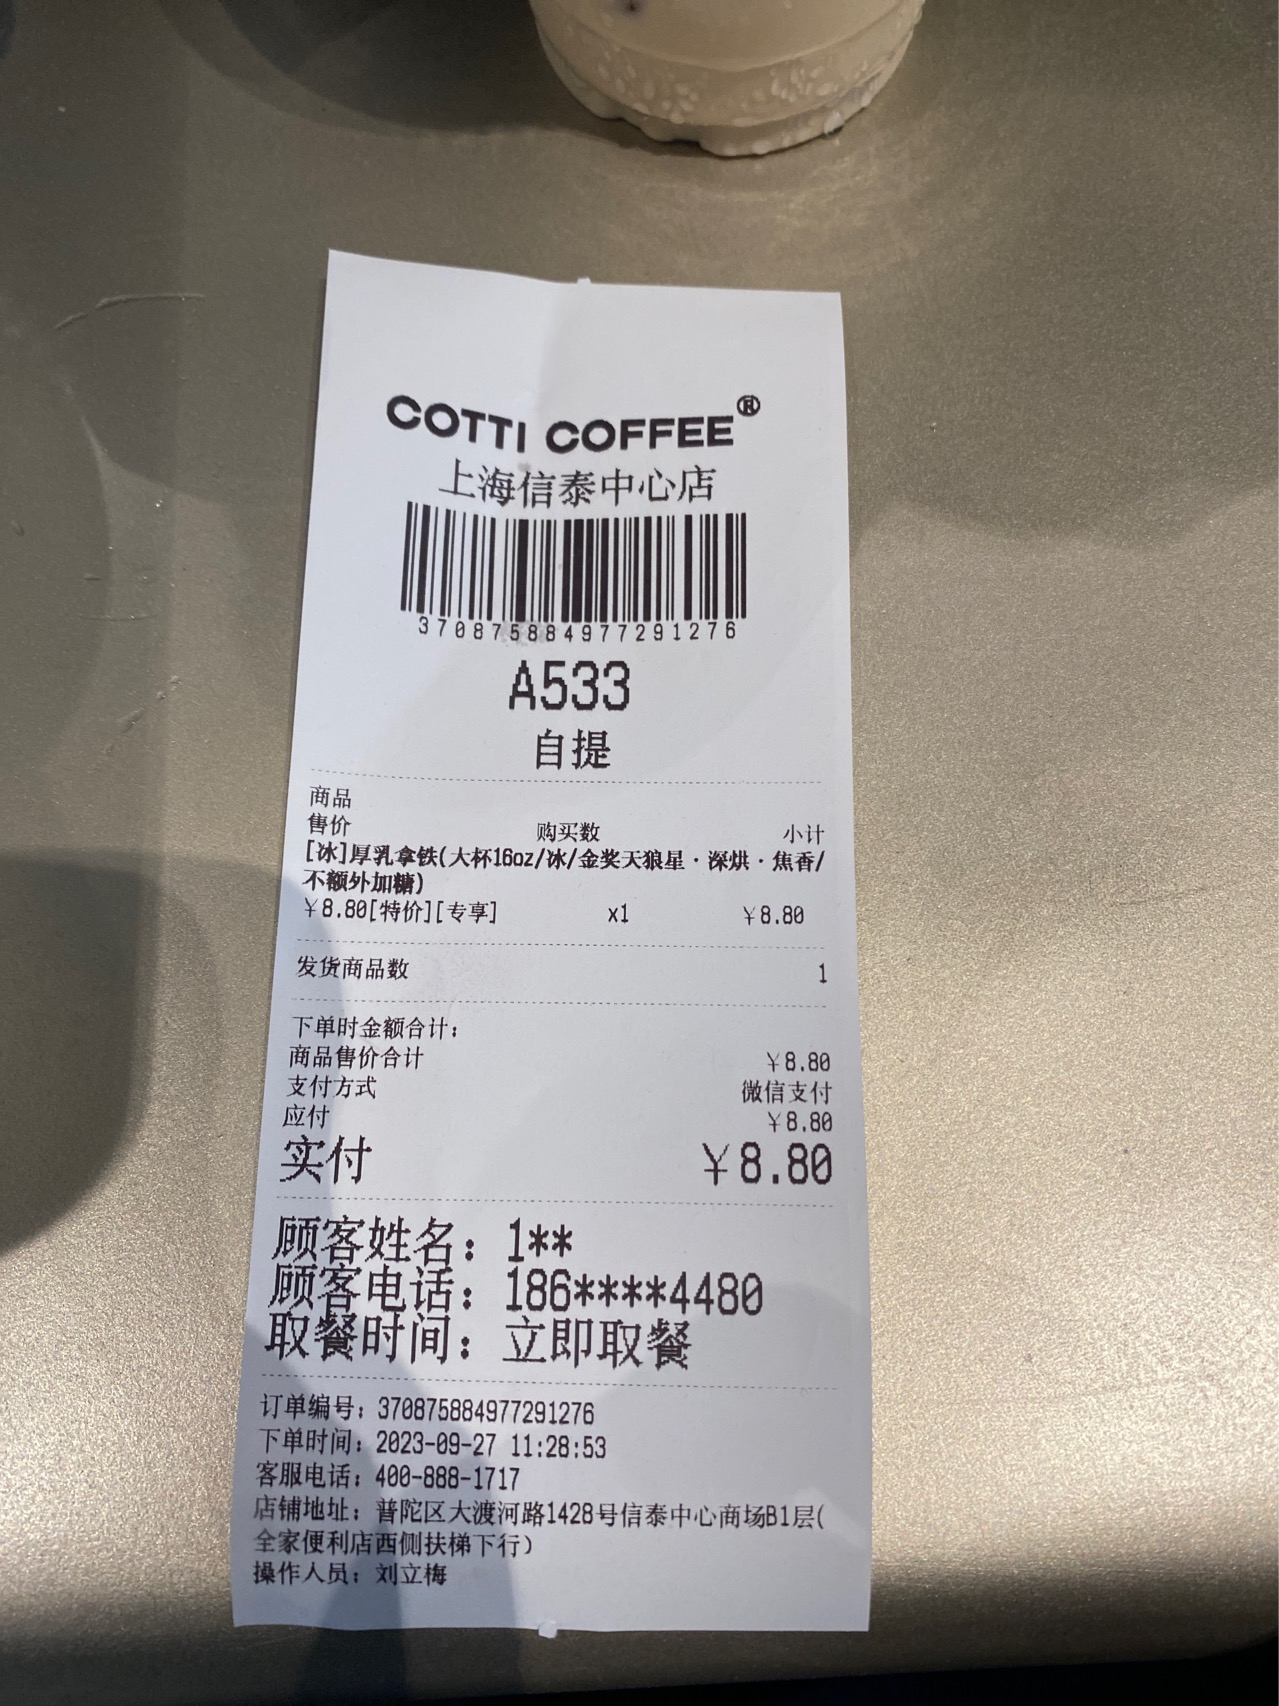 COTTI COFFEE®
上海信泰中心店
370875884977291276
A533
自提
商品
售价 购买数 小计
[冰]厚乳拿铁(大杯16oz/冰/金奖天狼星·深烘·焦香/
不额外加糖)
￥8.80[特价][专享] x1 ￥8.80
发货商品数 1
下单时金额合计:
商品售价合计 ￥8.80
支付方式 微信支付
应付 ￥8.80
实付 ￥8.80
顾客姓名: 1**
顾客电话: 186****4480
取餐时间: 立即取餐
订单编号: 370875884977291276
下单时间: 2023-09-27 11:28:53
客服电话: 400-888-1717
店铺地址: 普陀区大渡河路1428号信泰中心商场B1层(
全家便利店西侧扶梯下行)
操作人员: 刘立梅